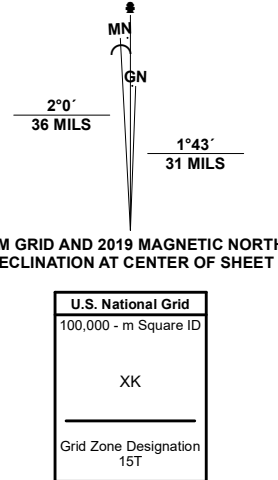 MN
GN
2°0´
36 MILS
1°43´
31 MILS
M GRID AND 2019 MAGNETIC NORTH
ECLINATION AT CENTER OF SHEET
U.S. National Grid
100,000 - m Square ID
XK
Grid Zone Designation
15T